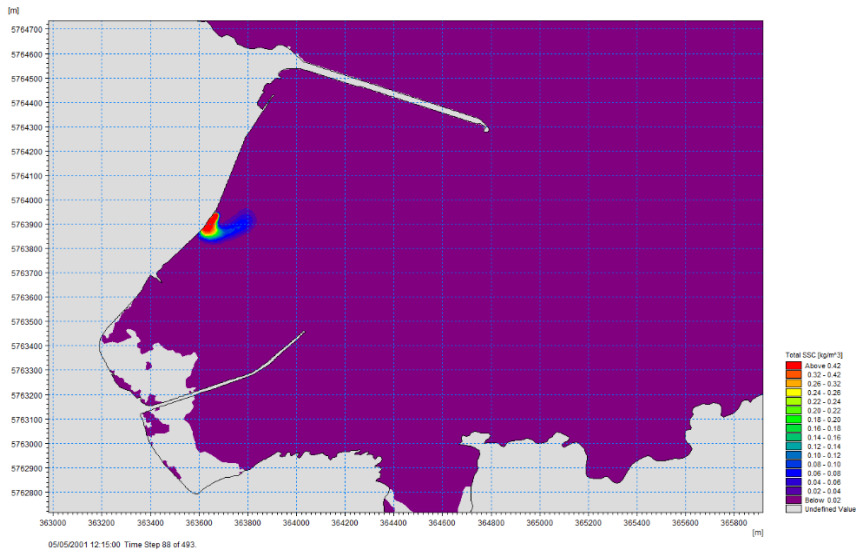 [m]
5764700
5764600
5764500
5764400
5764300
5764200
5764100
5764000
5763900
5763800
5763700
5763600
5763500
5763400
5763300
5763200
5763100
5763000
5762900
5762800
363000 363200 363400 363600 363800 364000 364200 364400 364600 364800 365000 365200 365400 365600 365800
[m]
Total SSC [kg/m^3]
Above 0.42
0.32 - 0.42
0.26 - 0.32
0.24 - 0.26
0.22 - 0.24
0.20 - 0.22
0.18 - 0.20
0.16 - 0.18
0.14 - 0.16
0.12 - 0.14
0.10 - 0.12
0.08 - 0.10
0.06 - 0.08
0.04 - 0.06
0.02 - 0.04
Below 0.02
Undefined Value
05/05/2001 12:15:00 Time Step 88 of 493.